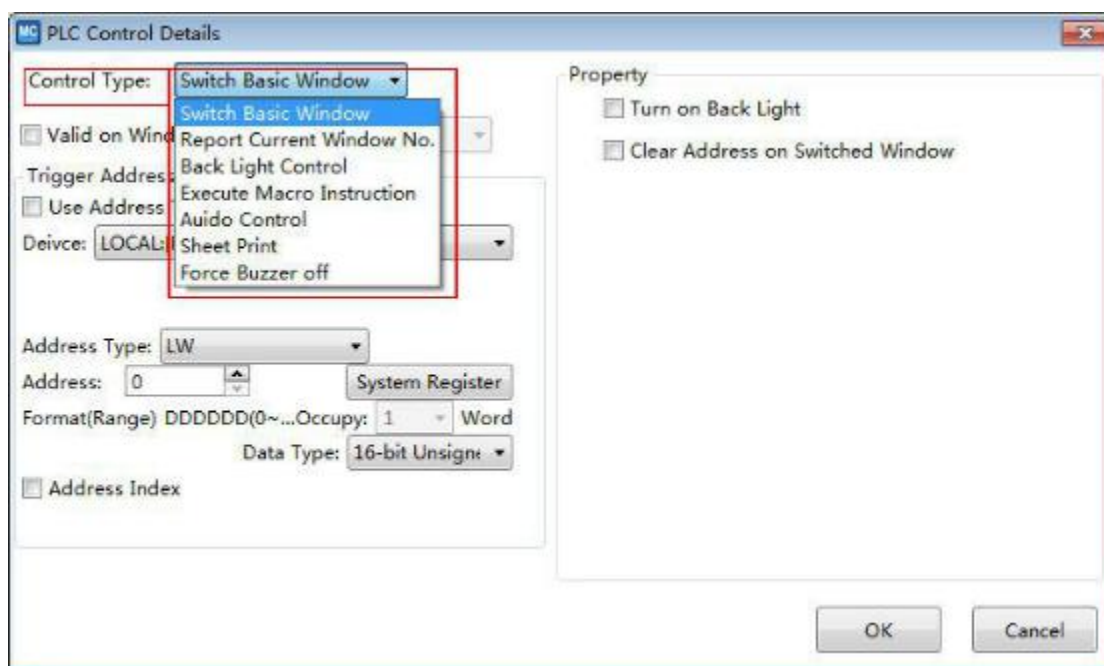 MC PLC Control Details
Control Type: Switch Basic Window
Switch Basic Window
Report Current Window No.
Back Light Control
Execute Macro Instruction
Auido Control
Sheet Print
Force Buzzer off
Valid on Wind
Trigger Addres
Use Address
Deivce: LOCAL:
Address Type: LW
Address: 0 System Register
Format(Range) DDDDDD(0~...Occupy: 1 Word
Data Type: 16-bit Unsigne
Address Index
Property
Turn on Back Light
Clear Address on Switched Window
OK Cancel